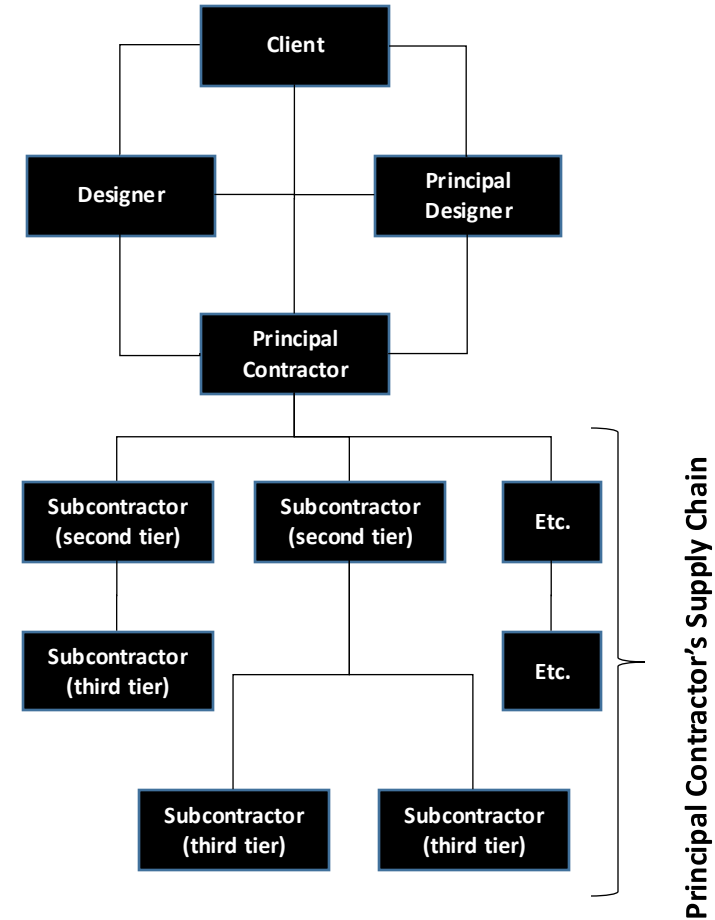 Client
Designer
Principal
Designer
Principal
Contractor
Subcontractor
(second tier)
Subcontractor
(second tier)
Etc.
Subcontractor
(third tier)
Etc.
Subcontractor
(third tier)
Subcontractor
(third tier)
Principal Contractor’s Supply Chain